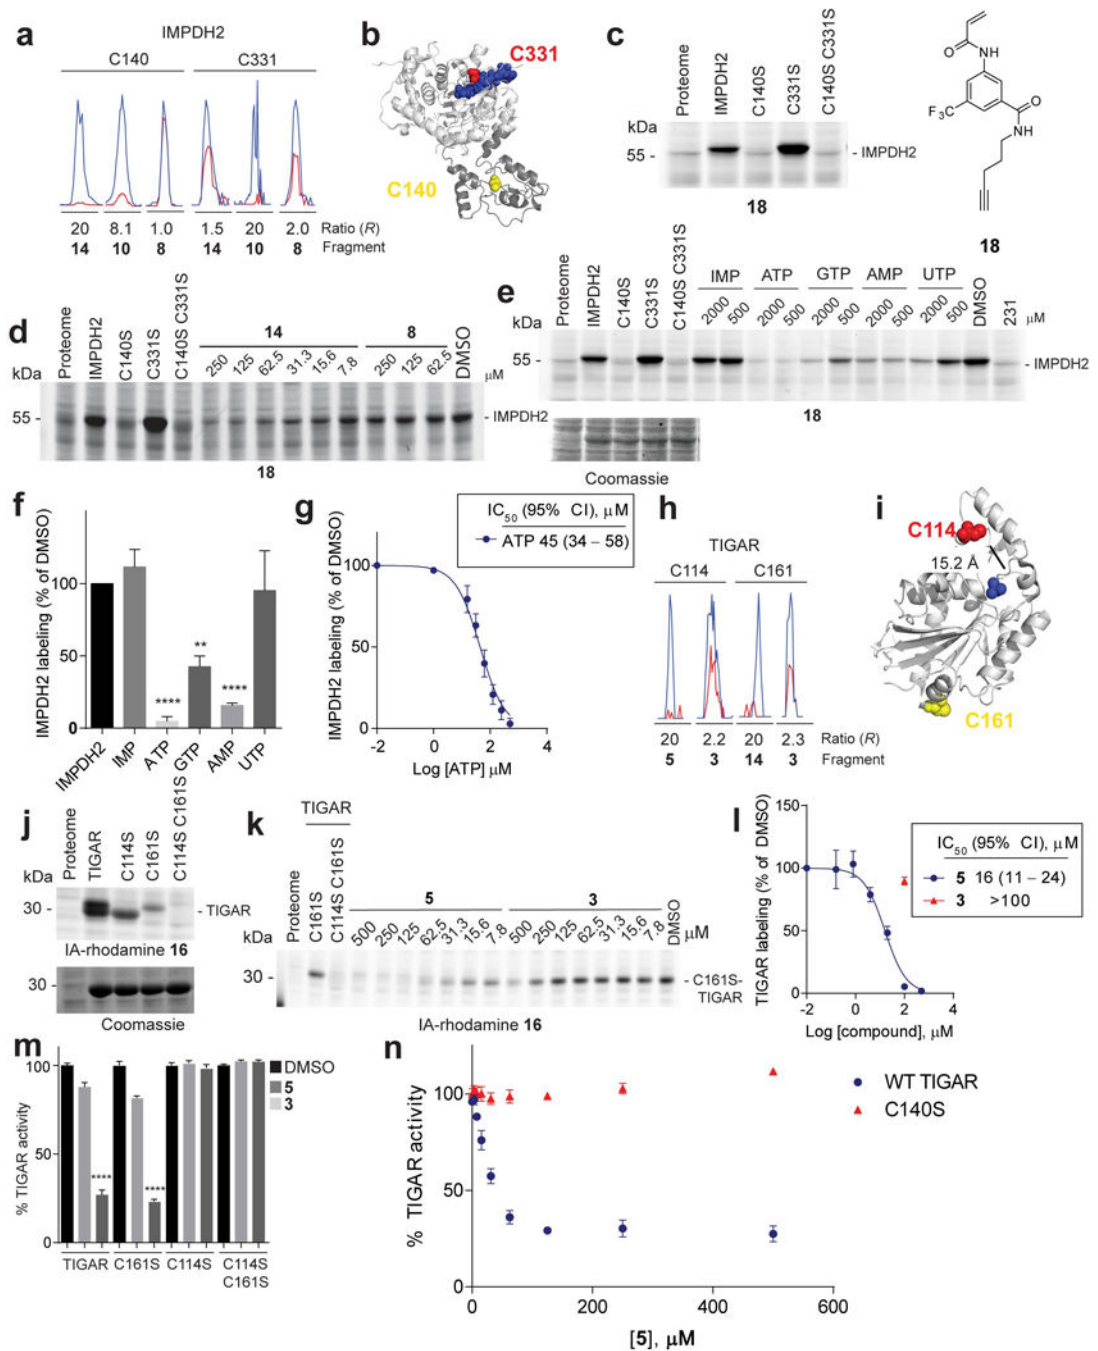 a
IMPDH2
C140
C331
20 8.1 1.0 1.5 20 2.0 Ratio (R)
14 10 8 14 10 8 Fragment
b
C331
C140
c
Proteome
IMPDH2
C140S
C331S
C140S C331S
kDa
55 -
- IMPDH2
18
O
NH
F₃C
O
NH
18
d
Proteome
IMPDH2
C140S
C331S
C140S C331S
14
8
250 125 62.5 31.3 15.6 7.8 250 125 62.5 DMSO
μM
kDa
55 -
- IMPDH2
18
e
Proteome
IMPDH2
C140S
C331S
C140S C331S
IMP ATP GTP AMP UTP
2000 500 2000 500 2000 500 2000 500 2000 500 DMSO 231
μM
kDa
55 -
- IMPDH2
18
Coomassie
f
IMPDH2 labeling (% of DMSO)
100
50
0
**** ** ****
IMPDH2 IMP ATP GTP AMP UTP
g
IMPDH2 labeling (% of DMSO)
100
50
0
-2 0 2 4
Log [ATP] μM
IC50 (95% CI), μM
ATP 45 (34 – 58)
h
TIGAR
C114 C161
20 2.2 20 2.3 Ratio (R)
5 3 14 3 Fragment
i
C114
15.2 Å
C161
j
Proteome
TIGAR
C114S
C161S
C114S C161S
kDa
30 -
- TIGAR
IA-rhodamine 16
30
Coomassie
k
TIGAR
Proteome
C161S
C114S C161S
5
3
500 250 125 62.5 31.3 15.6 7.8 500 250 125 62.5 31.3 15.6 7.8 DMSO
μM
kDa
30 -
- C161S-
TIGAR
IA-rhodamine 16
l
TIGAR labeling (% of DMSO)
150
100
50
0
-2 0 2 4
Log [compound], μM
IC50 (95% CI), μM
5 16 (11 – 24)
3 >100
m
% TIGAR activity
100
50
0
**** ****
DMSO
5
3
TIGAR C161S C114S C114S
C161S
n
% TIGAR activity
100
50
0
0 200 400 600
[5], μM
WT TIGAR
C140S